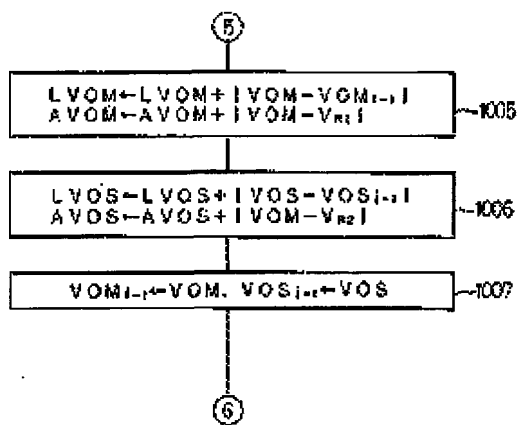 5
LVOM←LVOM+|VOM−VOMi-1|
AVOM←AVOM+|VOM−VR1|
1005
LVOS←LVOS+|VOS−VOSi-1|
AVOS←AVOS+|VOM−VR2|
1006
VOMi-1←VOM, VOSi-1←VOS
1007
6